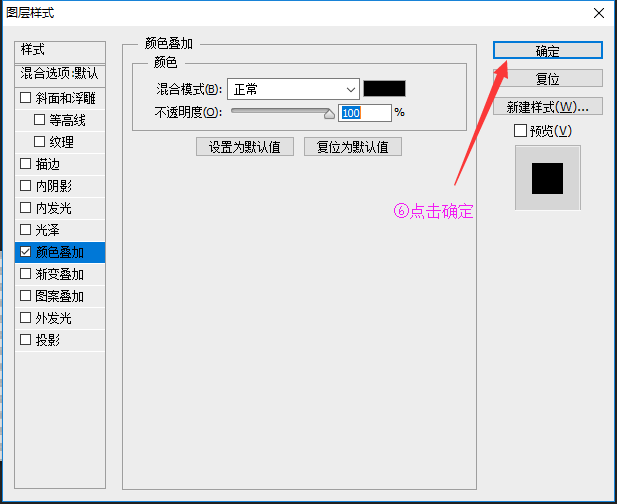 图层样式
样式
混合选项:默认
斜面和浮雕
等高线
纹理
描边
内阴影
内发光
光泽
颜色叠加
渐变叠加
图案叠加
外发光
投影
颜色叠加
颜色
混合模式(B):
正常
不透明度(O):
100
%
设置为默认值
复位为默认值
确定
复位
新建样式(W)...
预览(V)
⑥点击确定